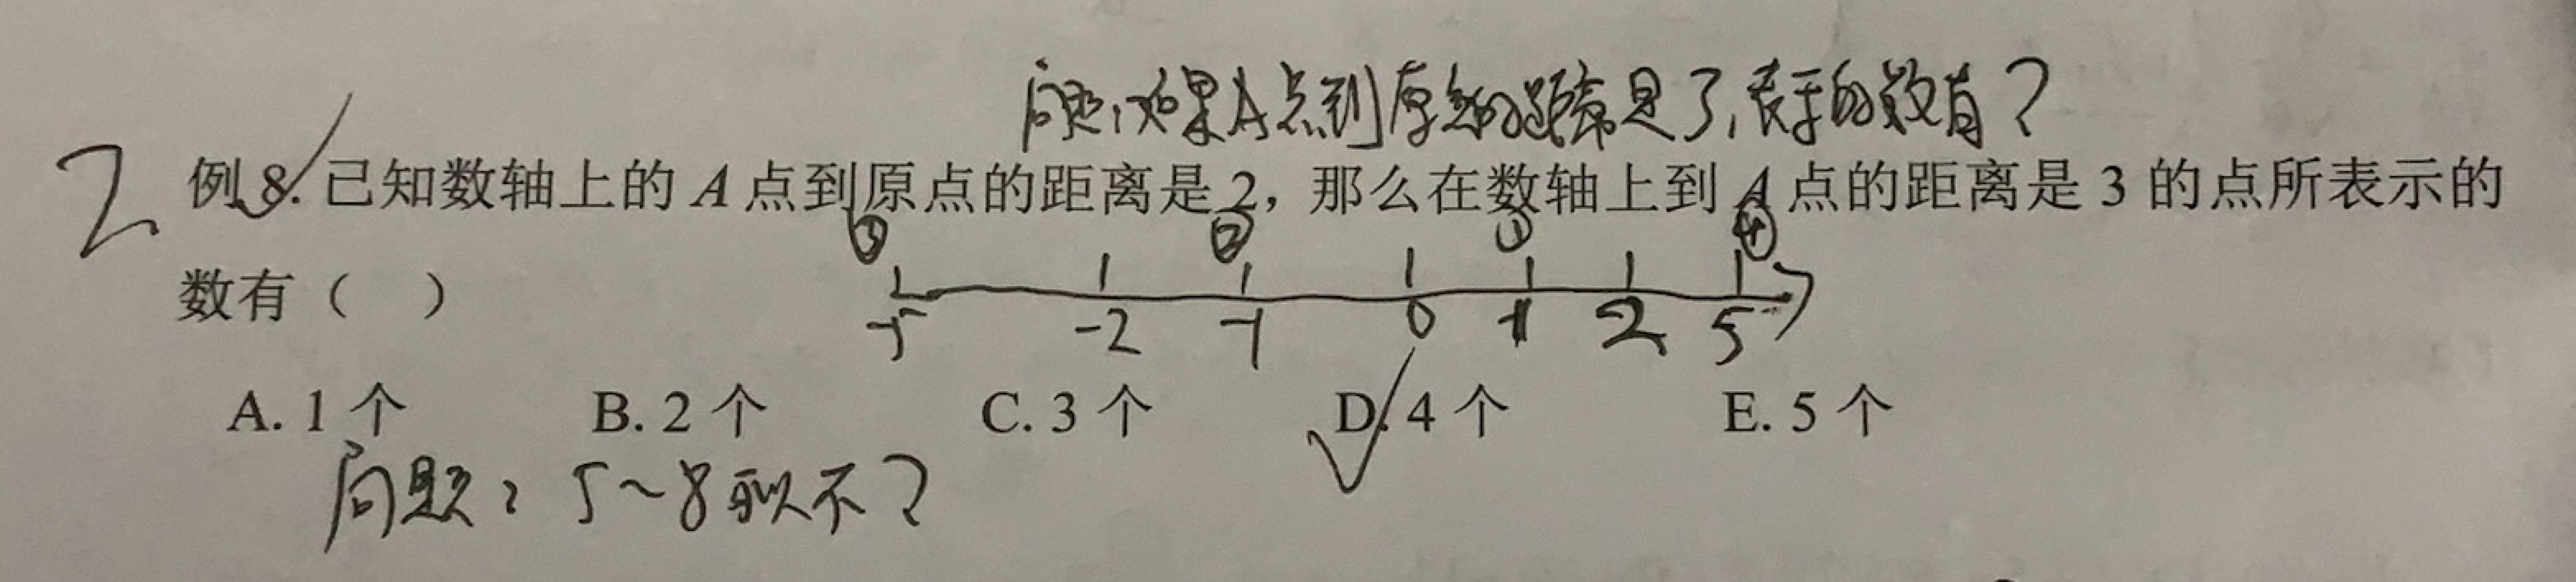 问题,如果A点到原点的距离是3,表示的数有?
2 例 8. 已知数轴上的 A 点到原点的距离是 2，那么在数轴上到 A 点的距离是 3 的点所表示的
③ ② ① ④
数有（ ）
-5 -2 -1 0 1 2 5
A. 1 个 B. 2 个 C. 3 个 D. 4 个 E. 5 个
问题: 5~8 可以不?